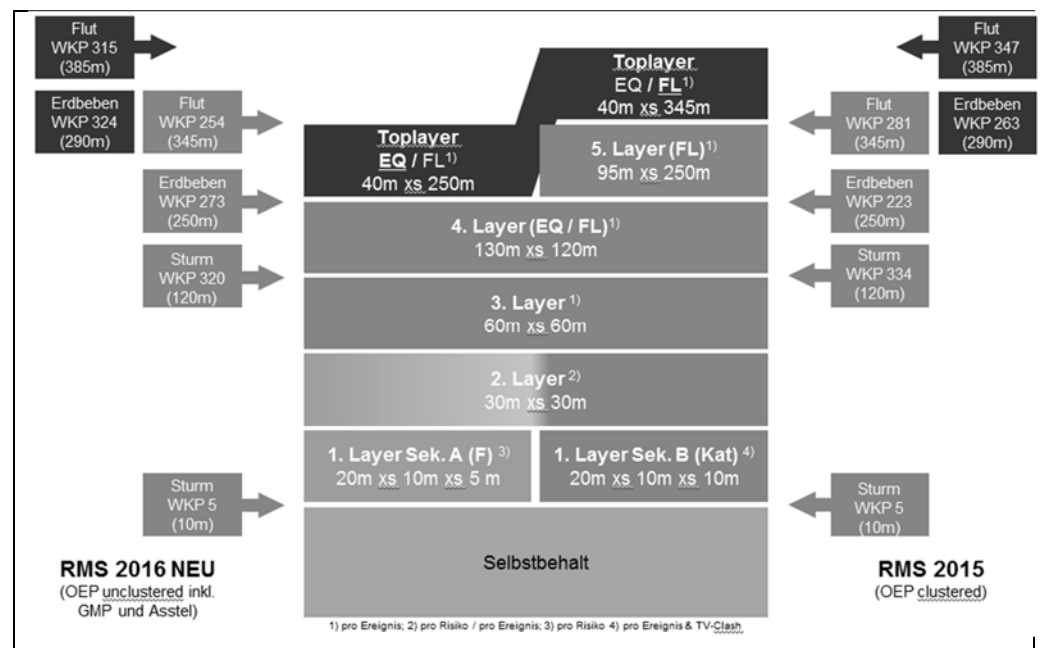 Flut
WKP 315
(385m)
Flut
WKP 347
(385m)
Erdbeben
WKP 324
(290m)
Flut
WKP 254
(345m)
Toplayer
EQ / FL1)
40m xs 250m
Toplayer
EQ / FL1)
40m xs 345m
5. Layer (FL)1)
95m xs 250m
Flut
WKP 281
(345m)
Erdbeben
WKP 263
(290m)
Erdbeben
WKP 273
(250m)
4. Layer (EQ / FL)1)
130m xs 120m
Erdbeben
WKP 223
(250m)
Sturm
WKP 320
(120m)
3. Layer 1)
60m xs 60m
Sturm
WKP 334
(120m)
2. Layer 2)
30m xs 30m
1. Layer Sek. A (F) 3)
20m xs 10m xs 5 m
1. Layer Sek. B (Kat) 4)
20m xs 10m xs 10m
Sturm
WKP 5
(10m)
Selbstbehalt
Sturm
WKP 5
(10m)
RMS 2016 NEU
(OEP unclustered inkl.
GMP und Asstel)
RMS 2015
(OEP clustered)
1) pro Ereignis; 2) pro Risiko / pro Ereignis; 3) pro Risiko 4) pro Ereignis & TV-Clash